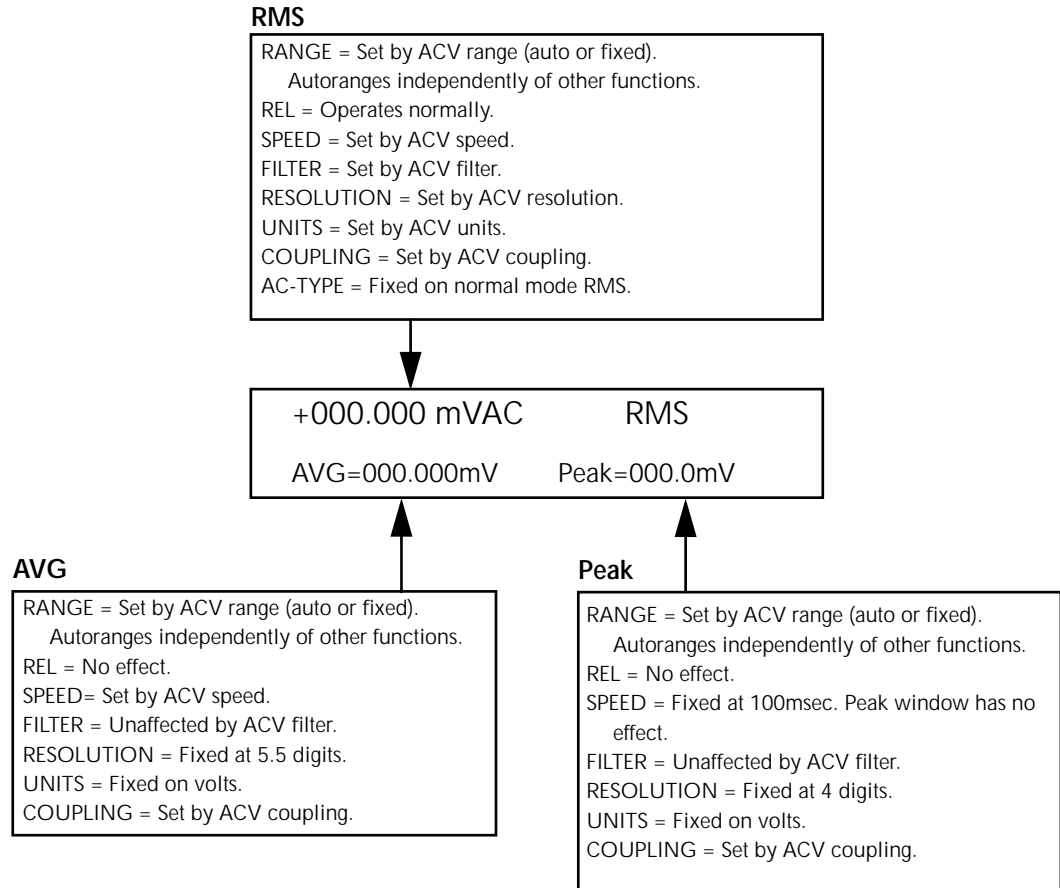 RMS
RANGE = Set by ACV range (auto or fixed).
Autoranges independently of other functions.
REL = Operates normally.
SPEED = Set by ACV speed.
FILTER = Set by ACV filter.
RESOLUTION = Set by ACV resolution.
UNITS = Set by ACV units.
COUPLING = Set by ACV coupling.
AC-TYPE = Fixed on normal mode RMS.
+000.000 mVAC RMS
AVG=000.000mV Peak=000.0mV
AVG
RANGE = Set by ACV range (auto or fixed).
Autoranges independently of other functions.
REL = No effect.
SPEED= Set by ACV speed.
FILTER = Unaffected by ACV filter.
RESOLUTION = Fixed at 5.5 digits.
UNITS = Fixed on volts.
COUPLING = Set by ACV coupling.
Peak
RANGE = Set by ACV range (auto or fixed).
Autoranges independently of other functions.
REL = No effect.
SPEED = Fixed at 100msec. Peak window has no
effect.
FILTER = Unaffected by ACV filter.
RESOLUTION = Fixed at 4 digits.
UNITS = Fixed on volts.
COUPLING = Set by ACV coupling.